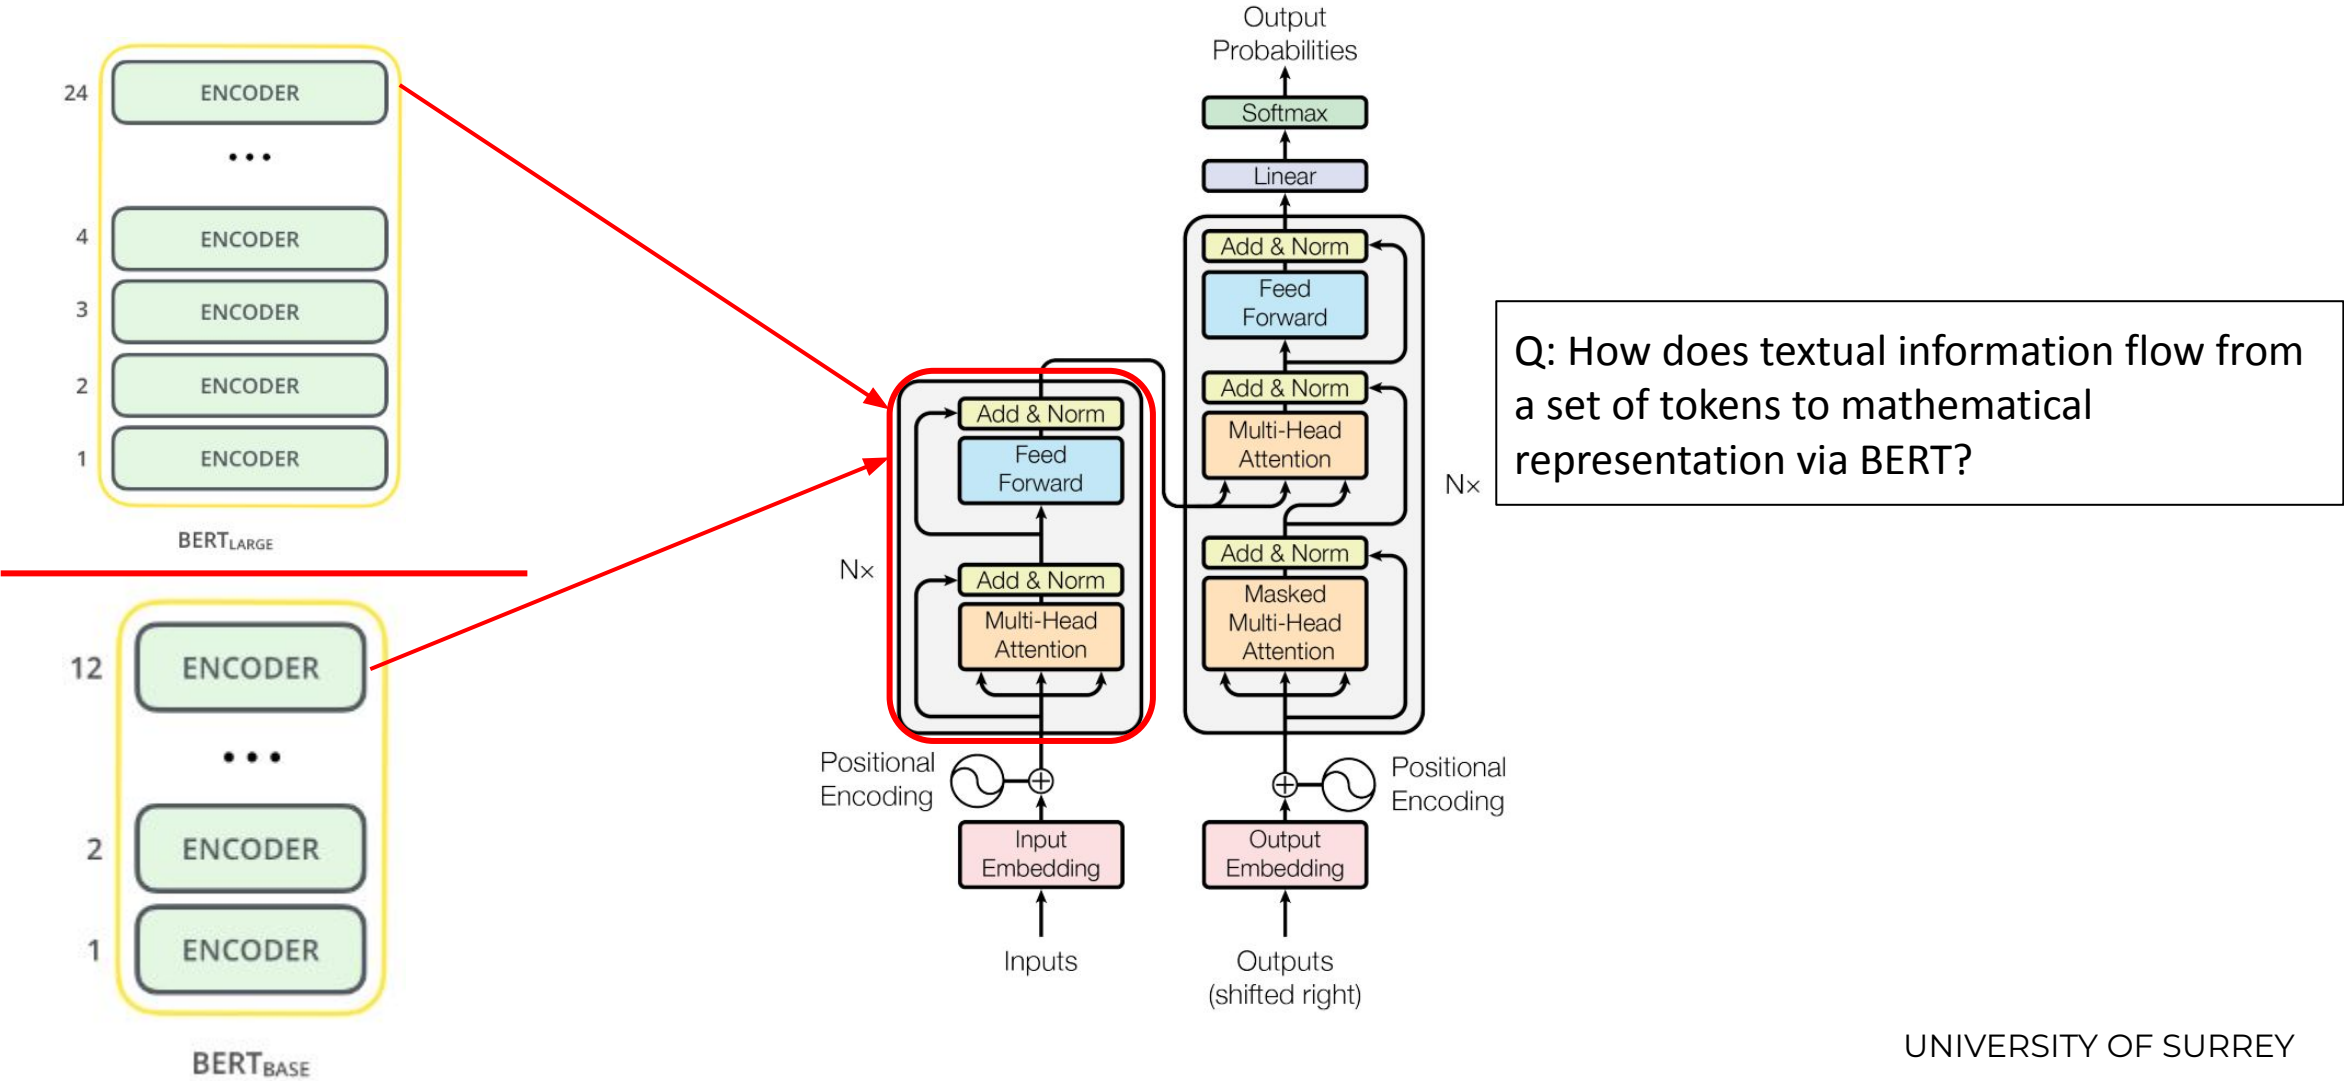 24
ENCODER
...
4
ENCODER
3
ENCODER
2
ENCODER
1
ENCODER
BERTLARGE
12
ENCODER
...
2
ENCODER
1
ENCODER
BERTBASE
Output
Probabilities
Softmax
Linear
Add & Norm
Feed
Forward
Add & Norm
Multi-Head
Attention
Nx
Add & Norm
Masked
Multi-Head
Attention
Positional
Encoding
Output
Embedding
Outputs
(shifted right)
Add & Norm
Feed
Forward
Nx
Add & Norm
Multi-Head
Attention
Positional
Encoding
Input
Embedding
Inputs
Q: How does textual information flow from
a set of tokens to mathematical
representation via BERT?
UNIVERSITY OF SURREY